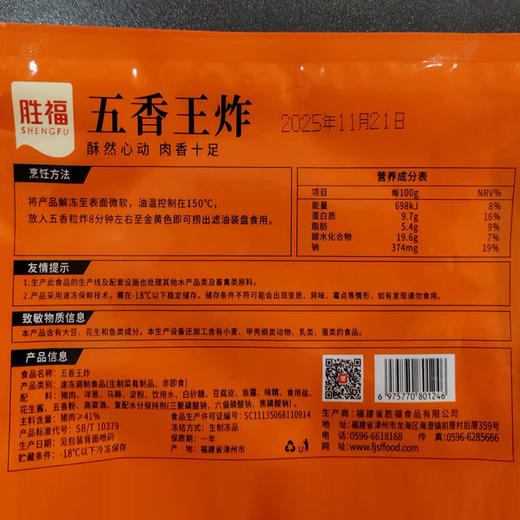 胜福
SHENGFU
五香王炸
酥然心动 肉香十足
2025年11月21日
烹饪方法
将产品解冻至表面微软，油温控制在150℃，
放入五香粒炸8分钟左右至金黄色即可捞出滤油装盘食用。
营养成分表
项目 每100g NRV%
能量 698kJ 8%
蛋白质 9.7g 16%
脂肪 5.4g 9%
碳水化合物 19.6g 7%
钠 374mg 19%
友情提示
1.生产此食品的生产线及配套设施也处理其他水产品类及畜禽类原料。
2.产品采用速冻保鲜技术，需在-18℃以下稳定储存。储存条件不符可能会出现变质、异味、霉点等情形，如有发现请勿食用。
致敏物质信息
本产品含有大豆、花生和鱼类成分。本生产设备还加工含有小麦、甲壳纲类动物、乳类、蛋类的食品。
产品信息
食品名称：五香王炸
产品类别：速冻调制食品(生制菜肴制品、非即食)
配 料：猪肉、洋葱、马蹄、淀粉、饮用水、白砂糖、豆腐皮、鱼露、味精、食用盐、
花生酱、五香粉、高粱酒、复配水分保持剂(三聚磷酸钠、六偏磷酸钠、焦磷酸钠)。
主料含量：猪肉≥41% 食品生产许可证编号：SC11135068110914
产品标准代号：SB/T 10379 冻结方式：生制冻品
生产日期：见包装背面喷码 保质期：一年
贮藏条件：-18℃以下冷冻保存 产地：福建省漳州市
6 975770 801246
生产商：福建省胜福食品有限公司
地址：福建省漳州市龙海区海澄镇前厝村后厝359号
电话：0596-6618168 传真：0596-6285666
网址：www.fjsffood.com